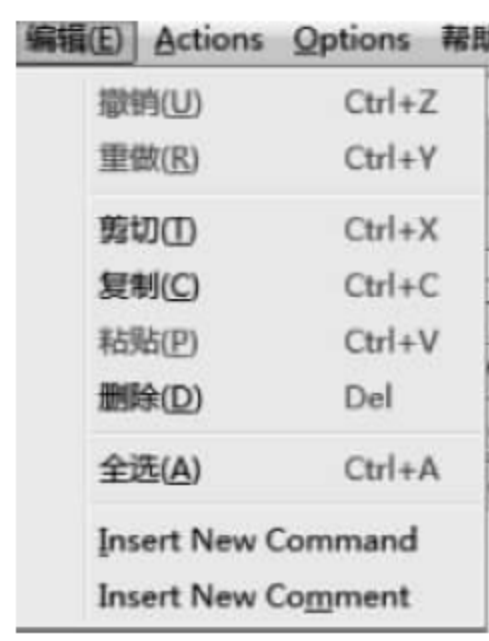 编辑(E) Actions Options 帮助
撤销(U) Ctrl+Z
重做(R) Ctrl+Y
剪切(T) Ctrl+X
复制(C) Ctrl+C
粘贴(P) Ctrl+V
删除(D) Del
全选(A) Ctrl+A
Insert New Command
Insert New Comment